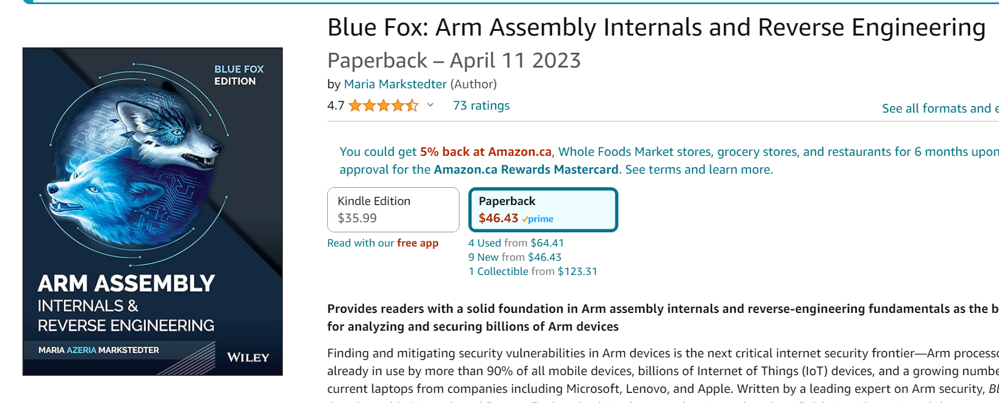 Blue Fox: Arm Assembly Internals and Reverse Engineering
Paperback – April 11 2023
by Maria Markstedter (Author)
4.7
73 ratings
See all formats and
You could get 5% back at Amazon.ca, Whole Foods Market stores, grocery stores, and restaurants for 6 months upon
approval for the Amazon.ca Rewards Mastercard. See terms and learn more.
Kindle Edition
$35.99
Read with our free app
Paperback
$46.43 prime
4 Used from $64.41
9 New from $46.43
1 Collectible from $123.31
Provides readers with a solid foundation in Arm assembly internals and reverse-engineering fundamentals as the
for analyzing and securing billions of Arm devices
Finding and mitigating security vulnerabilities in Arm devices is the next critical internet security frontier—Arm
already in use by more than 90% of all mobile devices, billions of Internet of Things (IoT) devices, and a growing
current laptops from companies including Microsoft, Lenovo, and Apple. Written by a leading expert on Arm security,
BLUE FOX
EDITION
ARM ASSEMBLY
INTERNALS &
REVERSE ENGINEERING
MARIA AZERIA MARKSTEDTER
WILEY